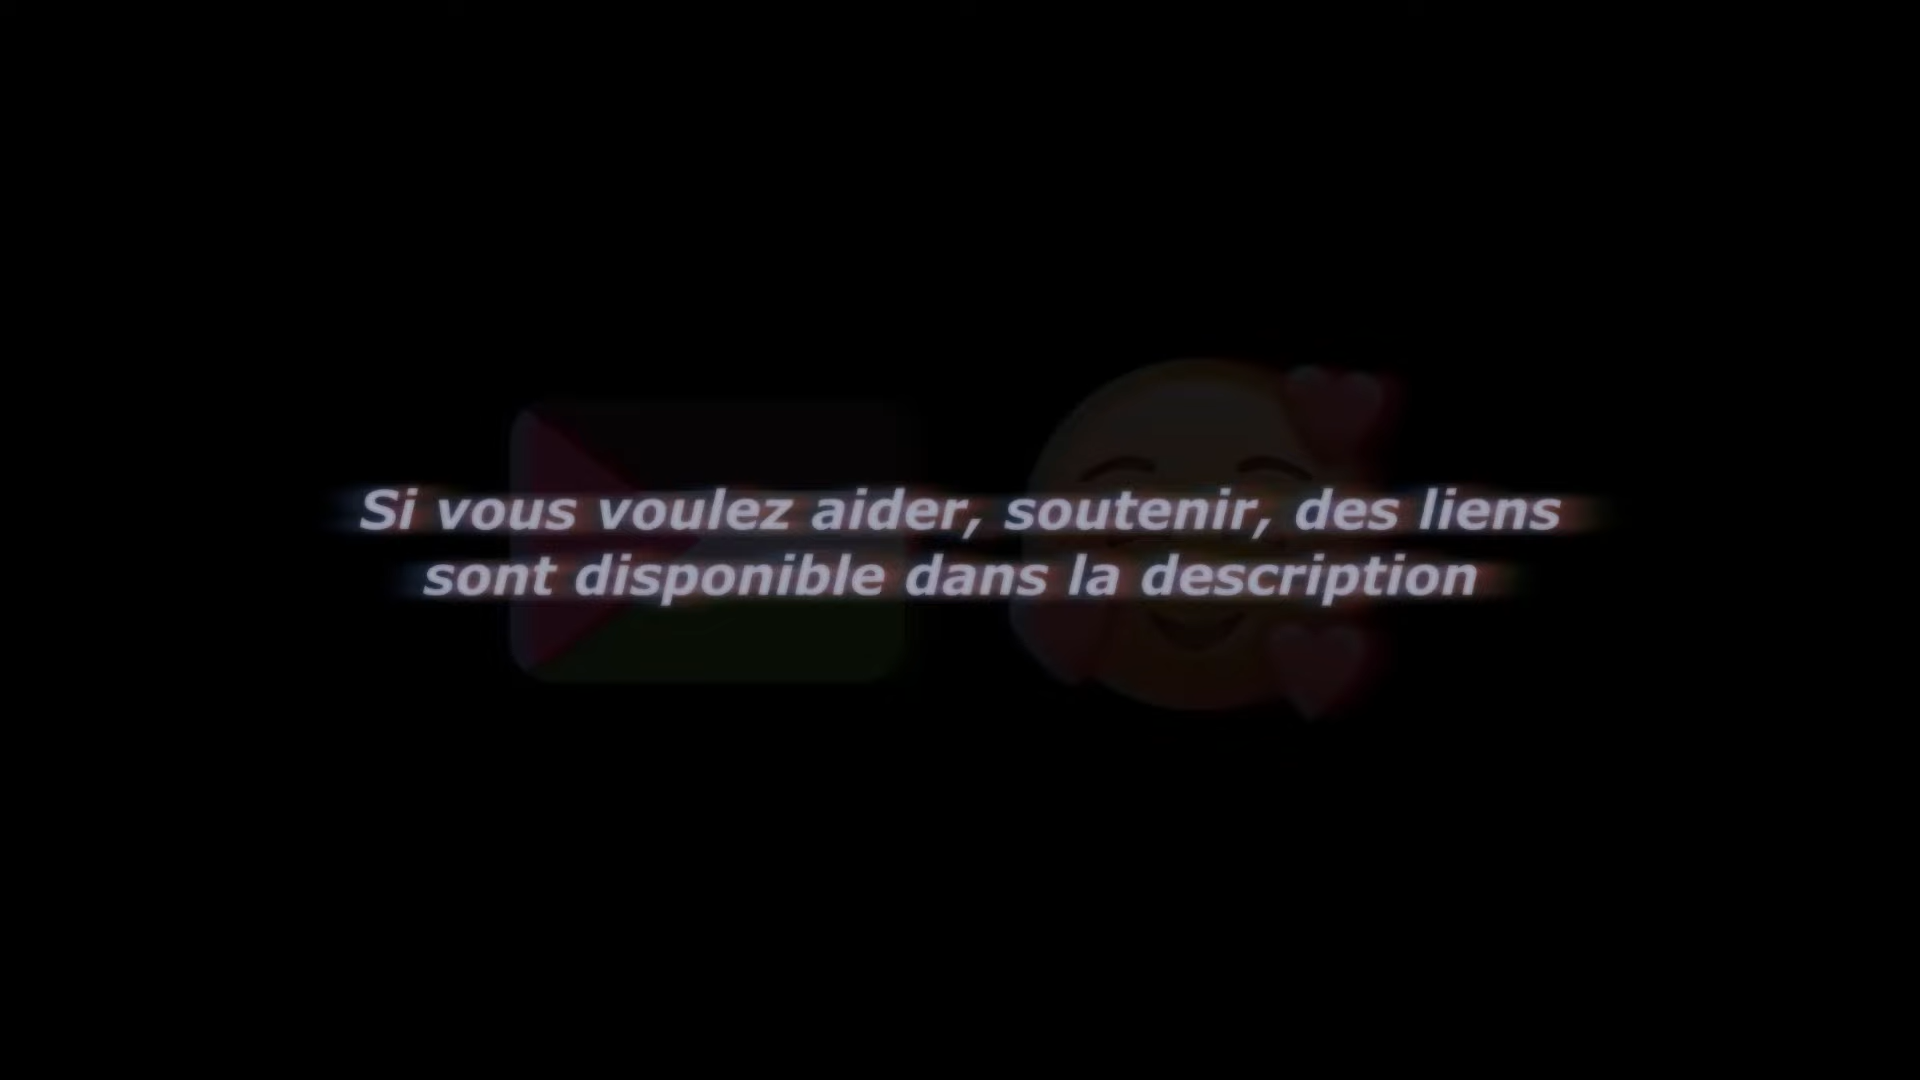 Si vous voulez aider, soutenir, des liens
sont disponible dans la description